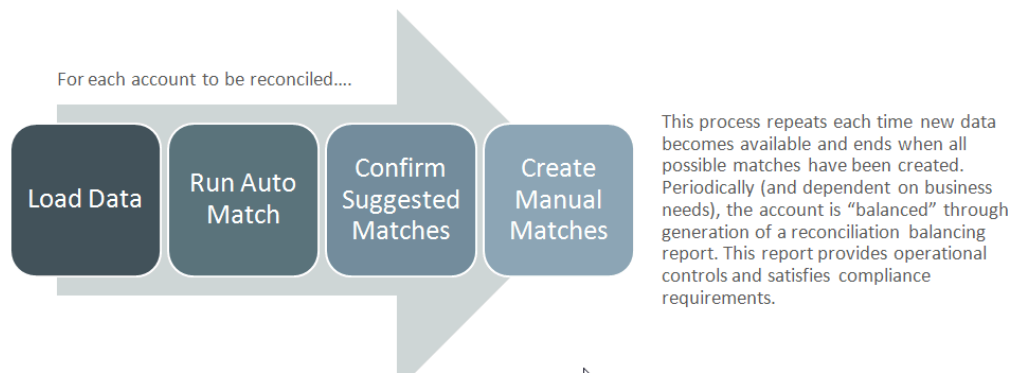 For each account to be reconciled....
Load Data
Run Auto
Match
Confirm
Suggested
Matches
Create
Manual
Matches
This process repeats each time new data
becomes available and ends when all
possible matches have been created.
Periodically (and dependent on business
needs), the account is “balanced” through
generation of a reconciliation balancing
report. This report provides operational
controls and satisfies compliance
requirements.